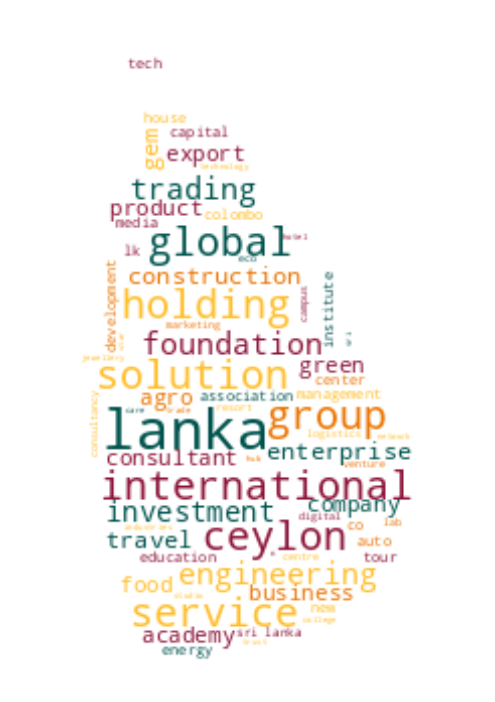 tech
house
capital
gem
export
technology
trading
product
colombo
media
global
hotel
lk
eco
construction
development
holding
campus
institute
marketing
foundation
jewellery
green
solution
center
consultancy
agro
association
management
care
trade
resort
lanka
group
logistics
network
consultant
hub
enterprise
venture
international
investment
company
digital
co
lab
travel
ceylon
auto
education
centre
tour
engineering
food
business
studio
service
new
college
academy
sri lanka
trust
energy